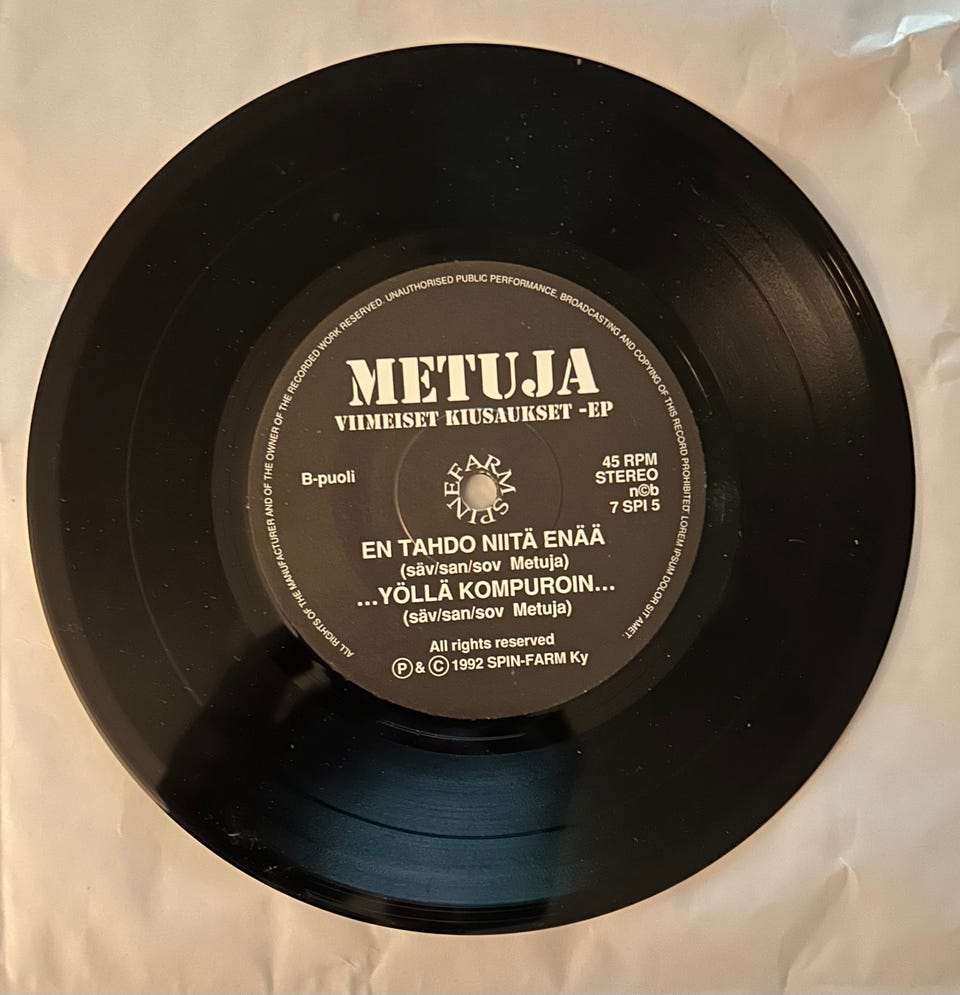 ALL RIGHTS OF THE MANUFACTURER AND OF THE OWNER OF THE RECORDED WORK RESERVED. UNAUTHORISED PUBLIC PERFORMANCE, BROADCASTING AND COPYING OF THIS RECORD PROHIBITED. LOREM IPSUM DOLOR SIT AMET.
METUJA
VIIMEISET KIUSAUKSET -EP
B-puoli
45 RPM
STEREO
n©b
7 SPI 5
SPINEFARM
EN TAHDO NIITÄ ENÄÄ
(säv/san/sov Metuja)
...YÖLLÄ KOMPUROIN...
(säv/san/sov Metuja)
All rights reserved
Ⓟ & © 1992 SPIN-FARM Ky